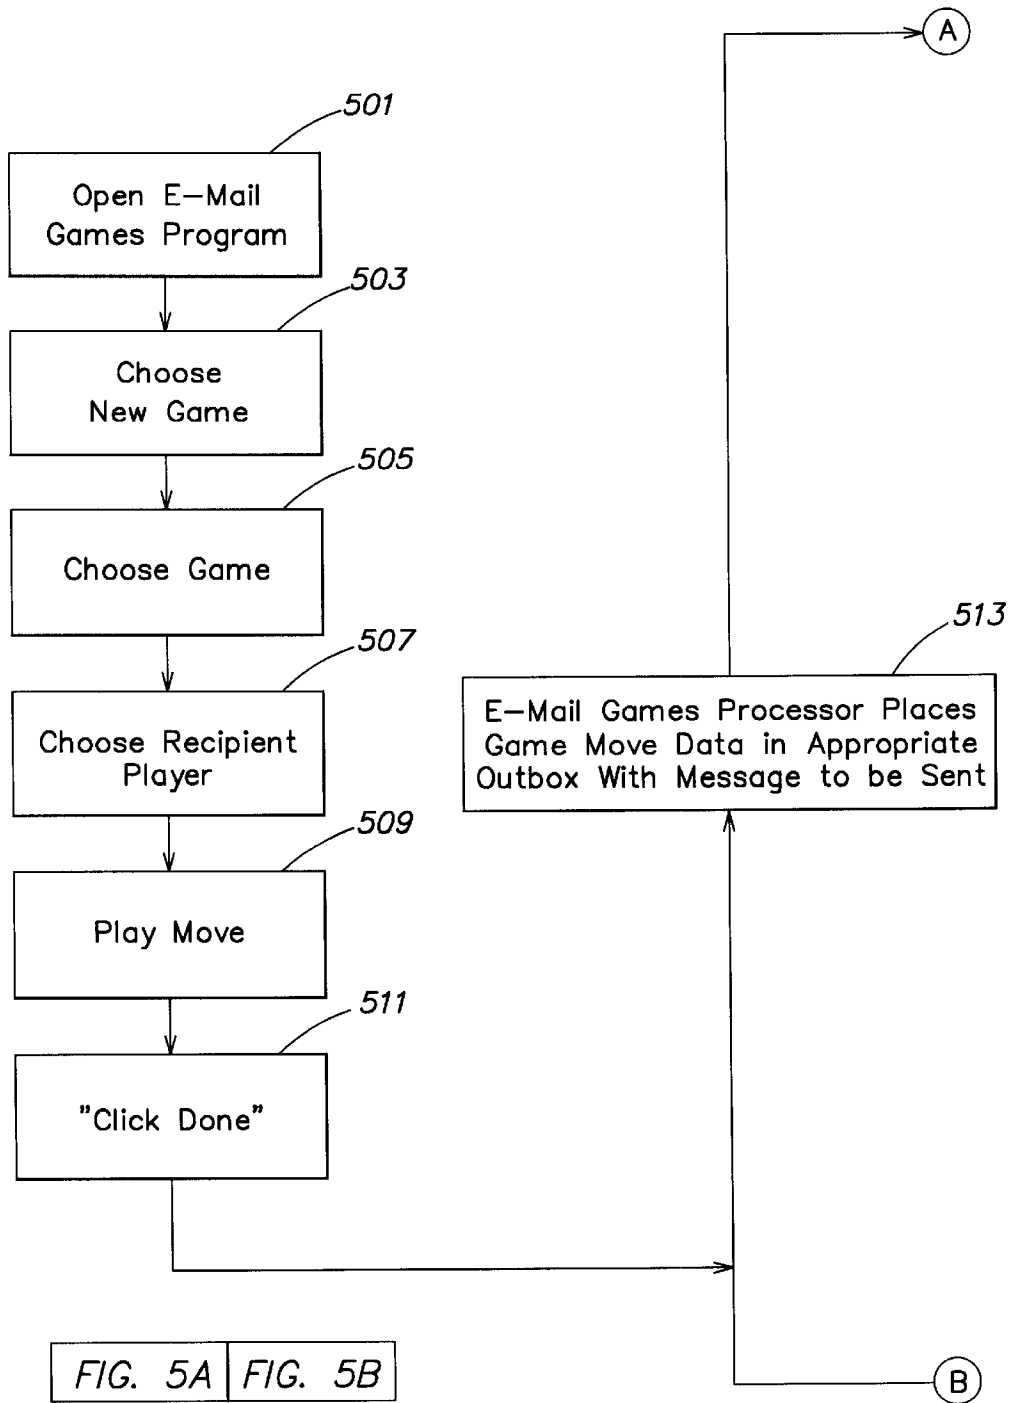 501
Open E-Mail
Games Program
503
Choose
New Game
505
Choose Game
507
Choose Recipient
Player
509
Play Move
511
"Click Done"
A
513
E-Mail Games Processor Places
Game Move Data in Appropriate
Outbox With Message to be Sent
B
FIG. 5A FIG. 5B